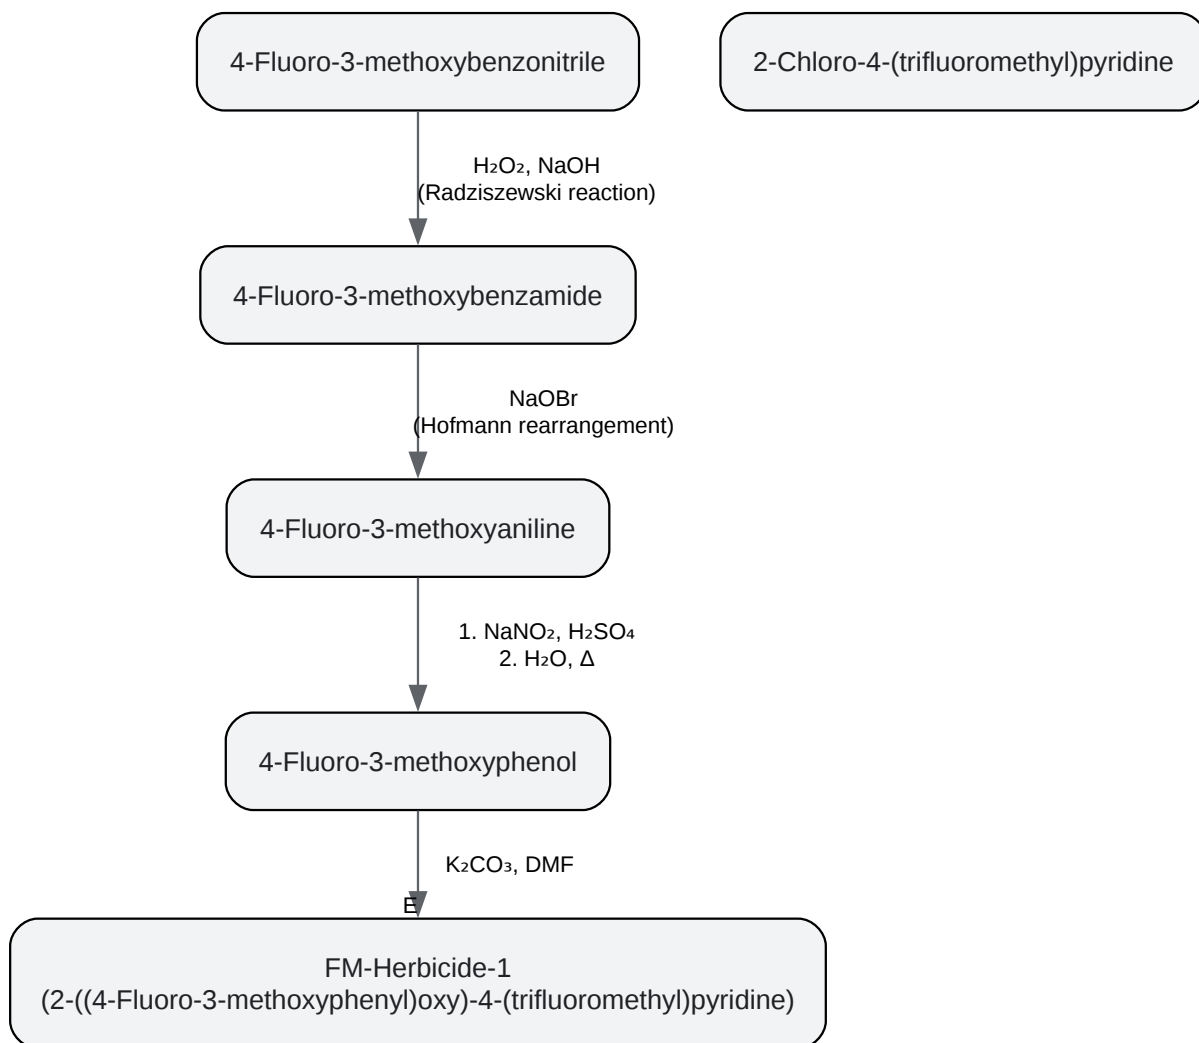 4-Fluoro-3-methoxybenzonitrile
2-Chloro-4-(trifluoromethyl)pyridine
H₂O₂, NaOH
(Radziszewski reaction)
4-Fluoro-3-methoxybenzamide
NaOBr
(Hofmann rearrangement)
4-Fluoro-3-methoxyaniline
1. NaNO₂, H₂SO₄
2. H₂O, Δ
4-Fluoro-3-methoxyphenol
K₂CO₃, DMF
E
FM-Herbicide-1
(2-((4-Fluoro-3-methoxyphenyl)oxy)-4-(trifluoromethyl)pyridine)